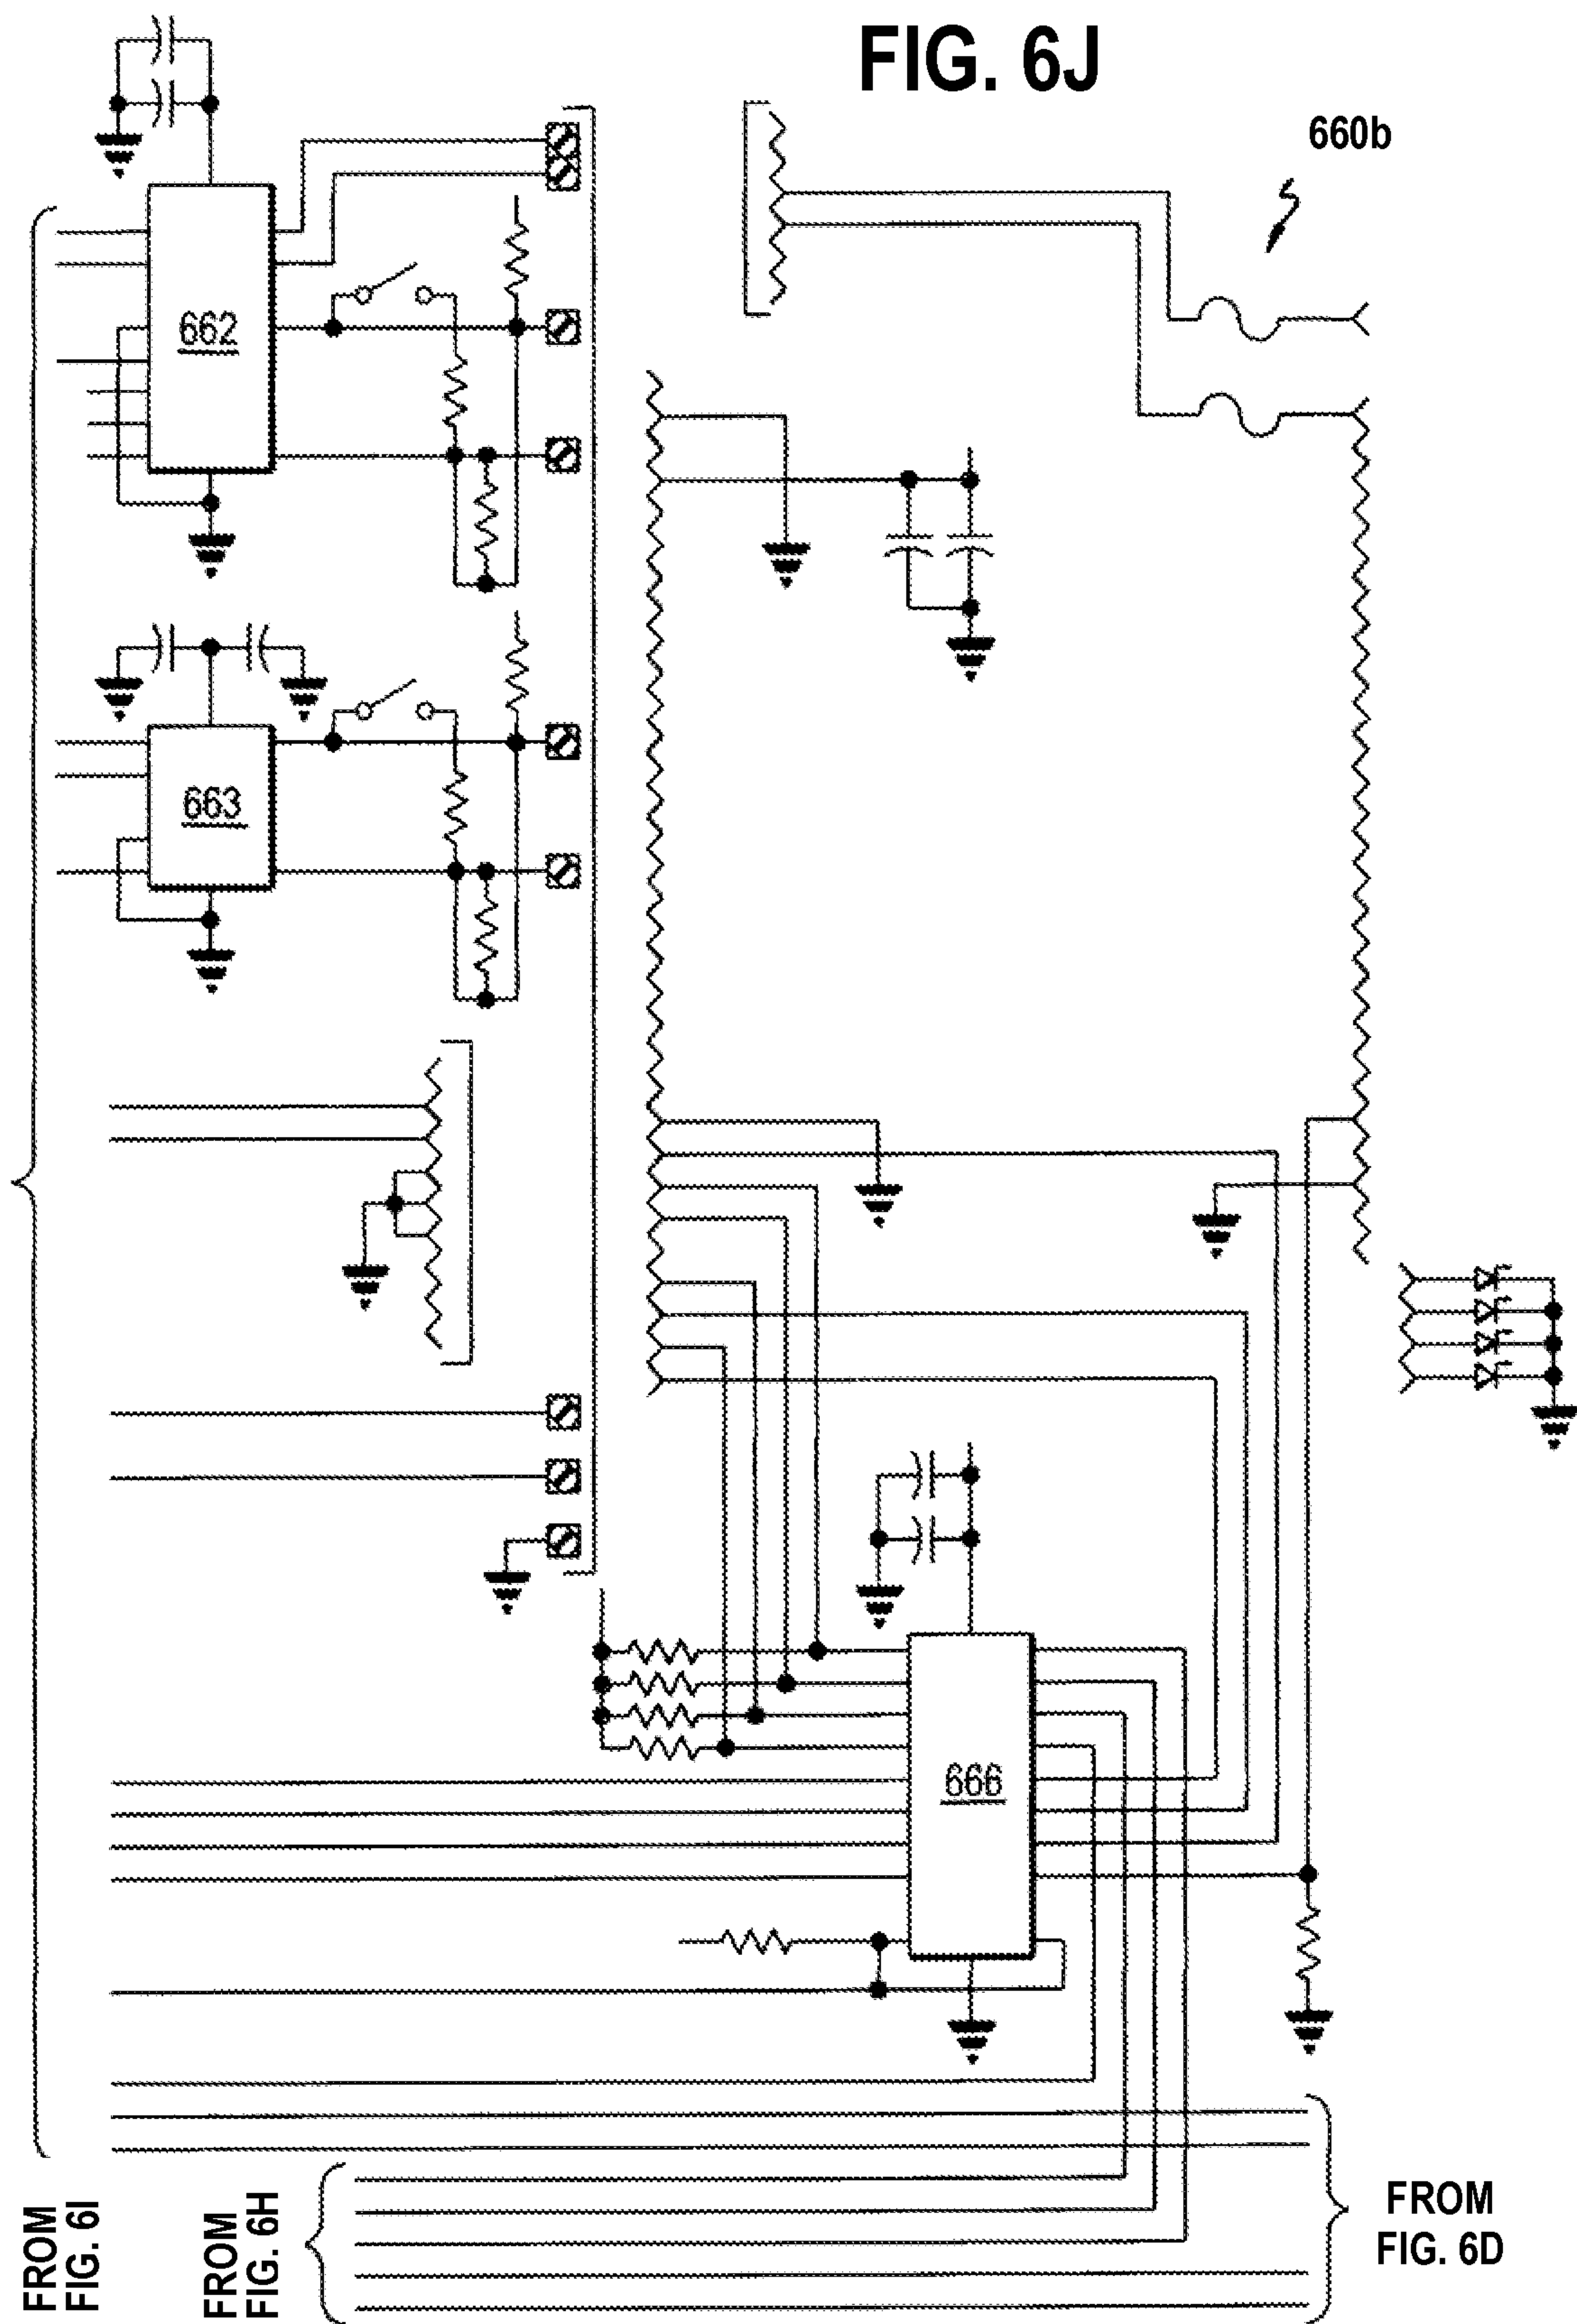 FIG. 6J
660b
662
663
666
FROM
FIG. 6I
FROM
FIG. 6H
FROM
FIG. 6D